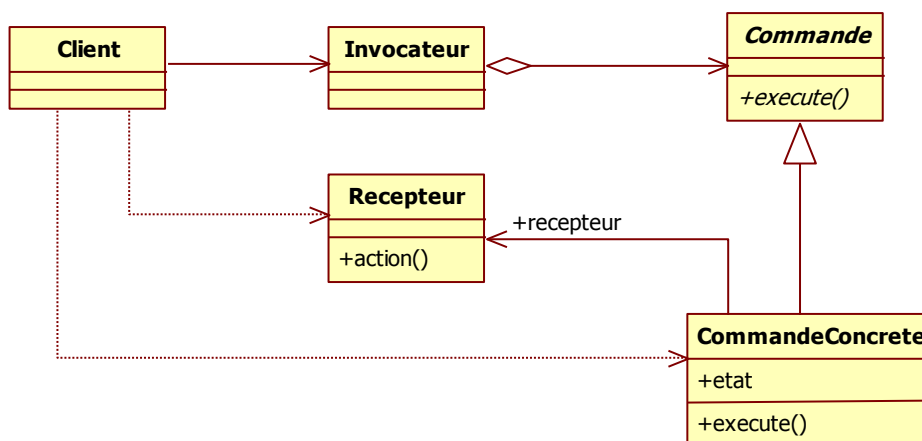 Client
Invocateur
Commande
+execute()
Recepteur
+action()
+recepteur
CommandeConcrete
+etat
+execute()